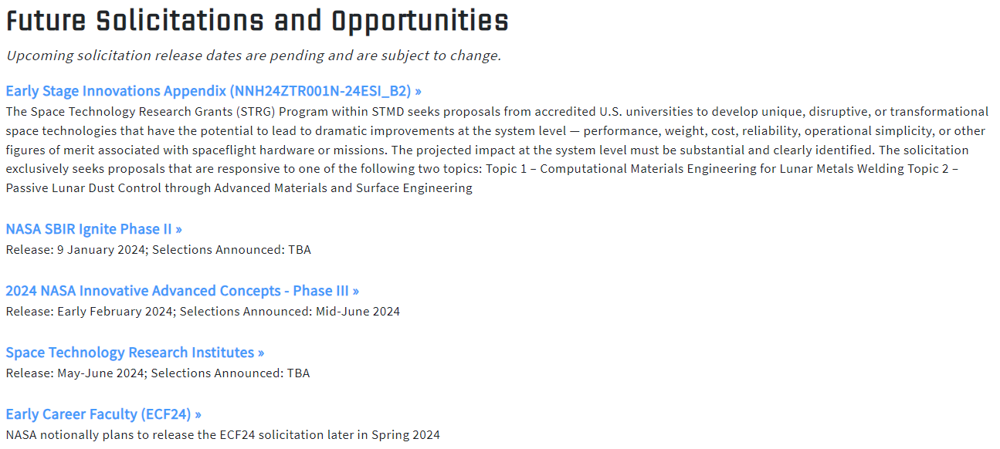 Future Solicitations and Opportunities
Upcoming solicitation release dates are pending and are subject to change.
Early Stage Innovations Appendix (NNH24ZTR001N-24ESI_B2) »
The Space Technology Research Grants (STRG) Program within STMD seeks proposals from accredited U.S. universities to develop unique, disruptive, or transformational
space technologies that have the potential to lead to dramatic improvements at the system level — performance, weight, cost, reliability, operational simplicity, or other
figures of merit associated with spaceflight hardware or missions. The projected impact at the system level must be substantial and clearly identified. The solicitation
exclusively seeks proposals that are responsive to one of the following two topics: Topic 1 – Computational Materials Engineering for Lunar Metals Welding Topic 2 –
Passive Lunar Dust Control through Advanced Materials and Surface Engineering
NASA SBIR Ignite Phase II »
Release: 9 January 2024; Selections Announced: TBA
2024 NASA Innovative Advanced Concepts - Phase III »
Release: Early February 2024; Selections Announced: Mid-June 2024
Space Technology Research Institutes »
Release: May-June 2024; Selections Announced: TBA
Early Career Faculty (ECF24) »
NASA notionally plans to release the ECF24 solicitation later in Spring 2024